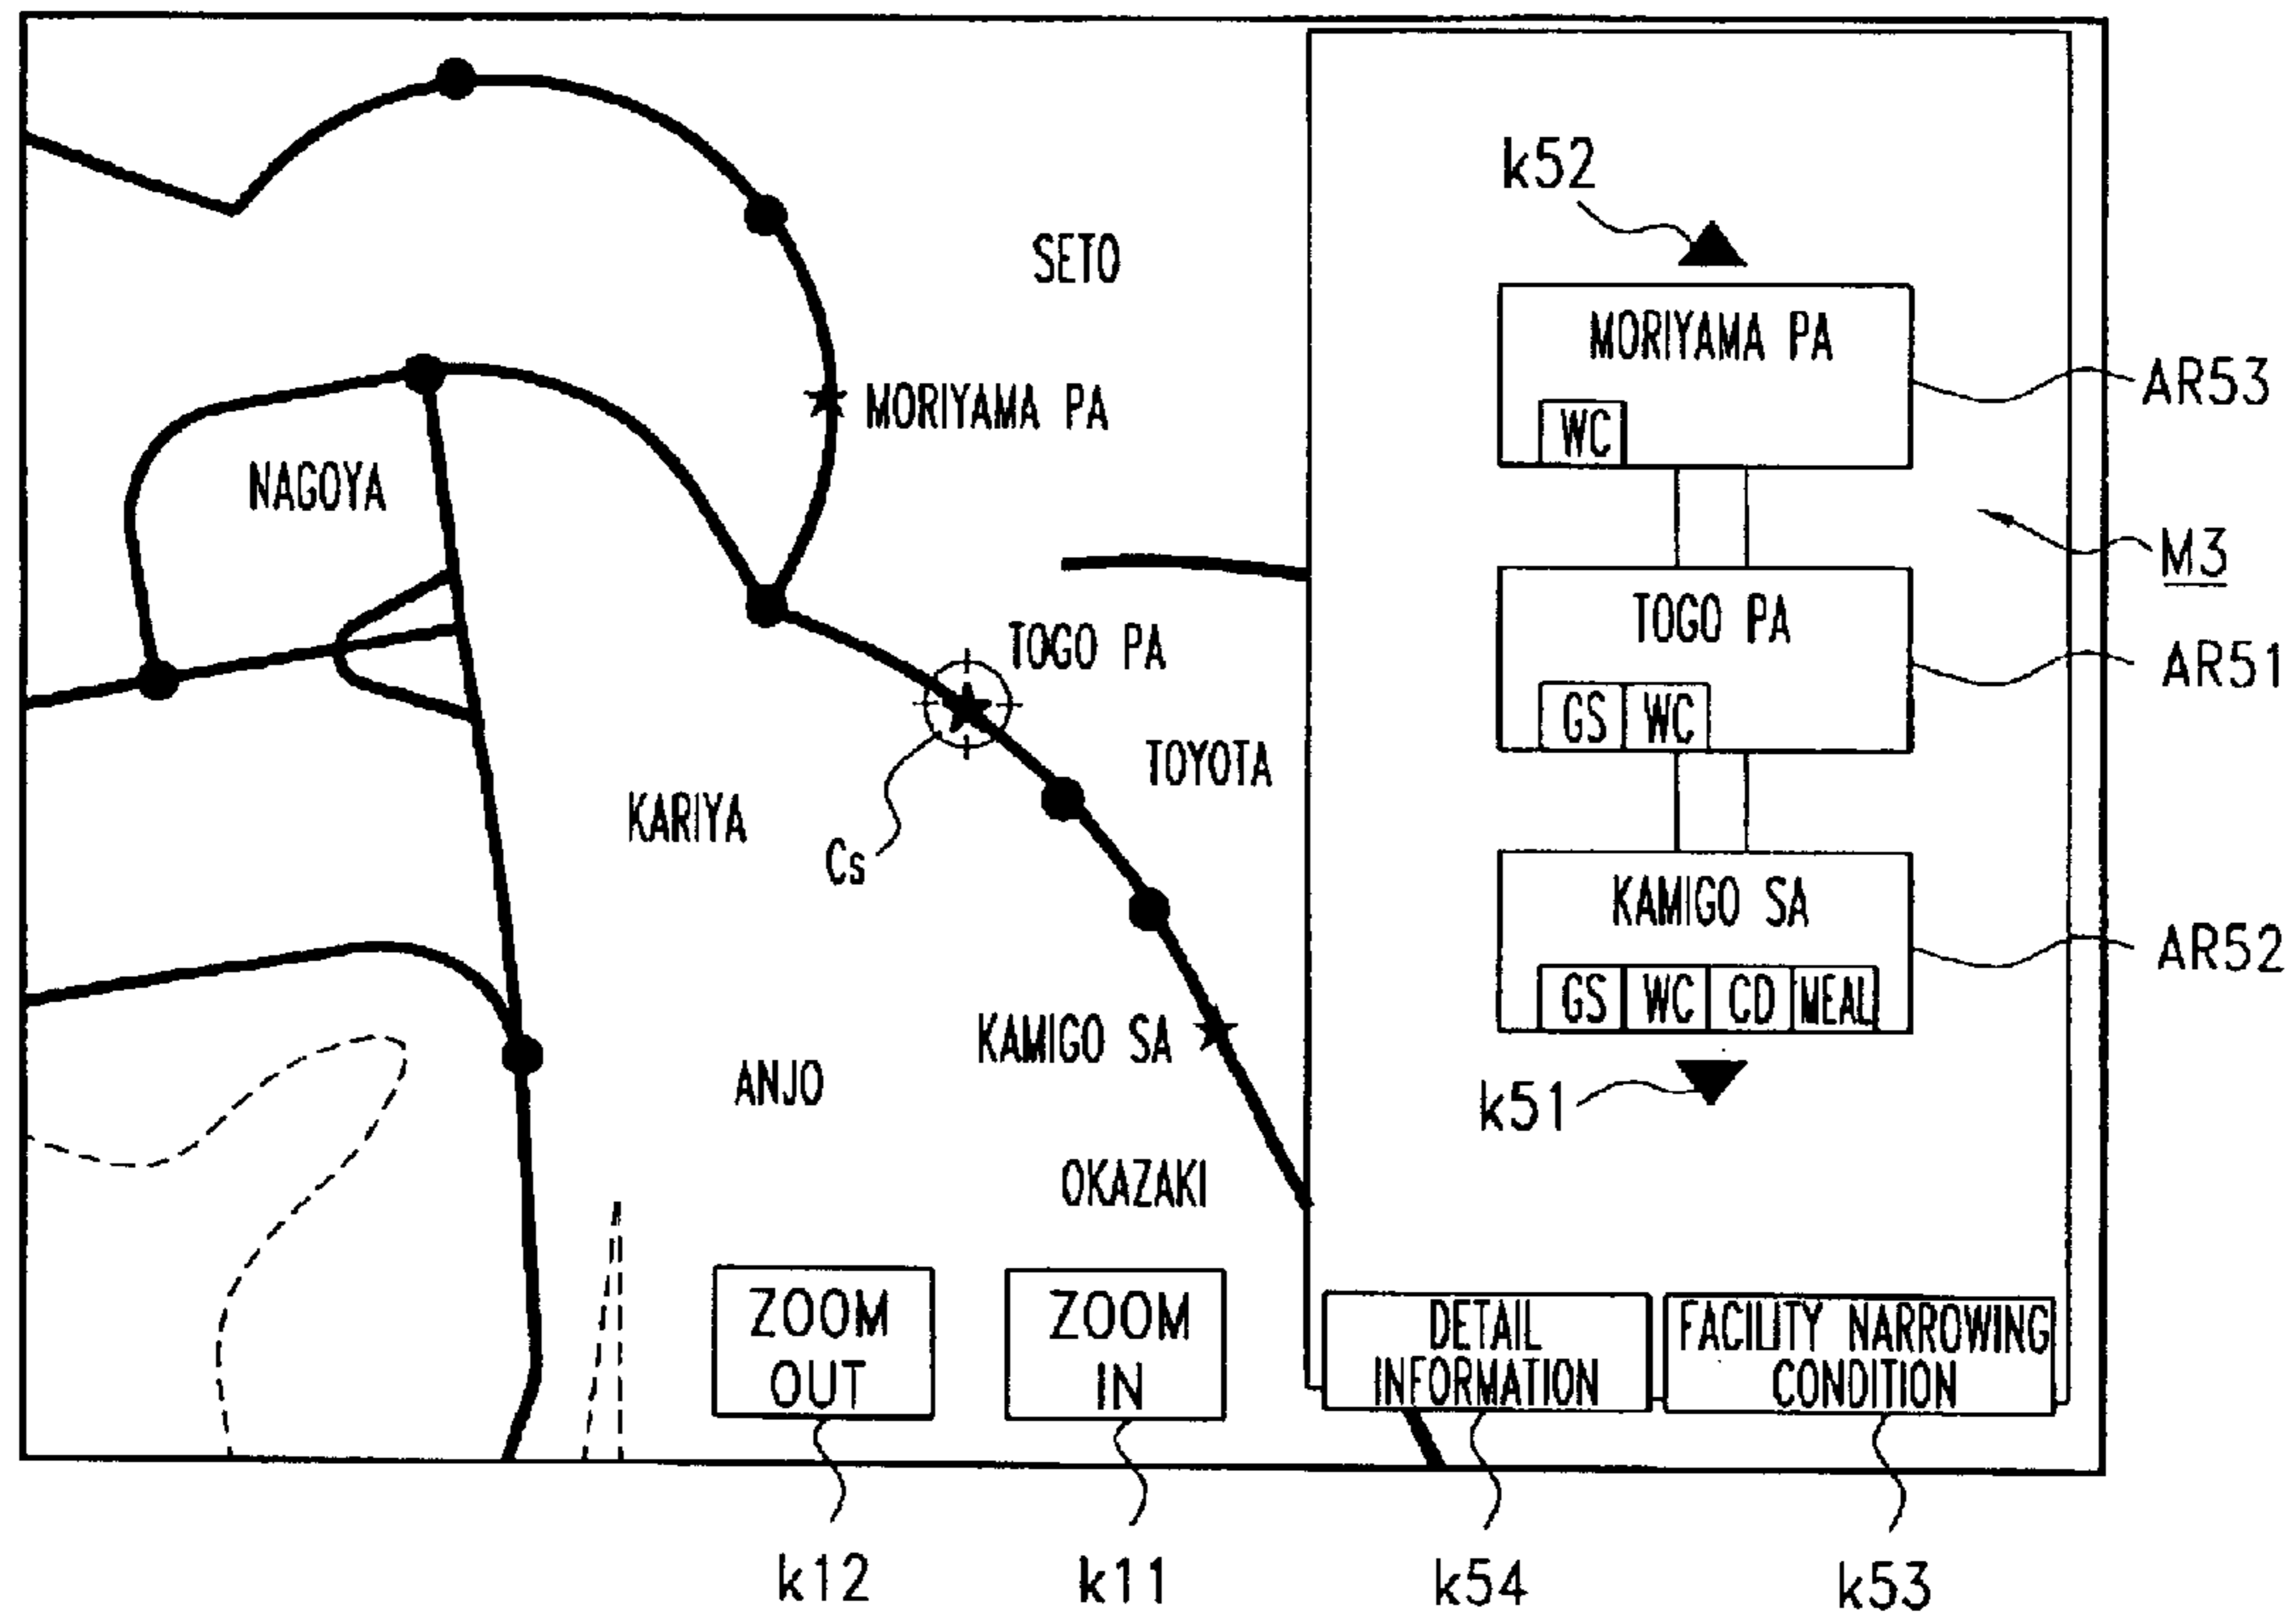 k52
SETO
MORIYAMA PA
AR53
MORIYAMA PA
WC
NAGOYA
M3
TOGO PA
AR51
TOGO PA
GS WC
TOYOTA
KARIYA
Cs
KAMIGO SA
AR52
GS WC CD MEAL
KAMIGO SA
ANJO
k51
OKAZAKI
ZOOM
OUT
ZOOM
IN
DETAIL
INFORMATION
FACILITY NARROWING
CONDITION
k12
k11
k54
k53